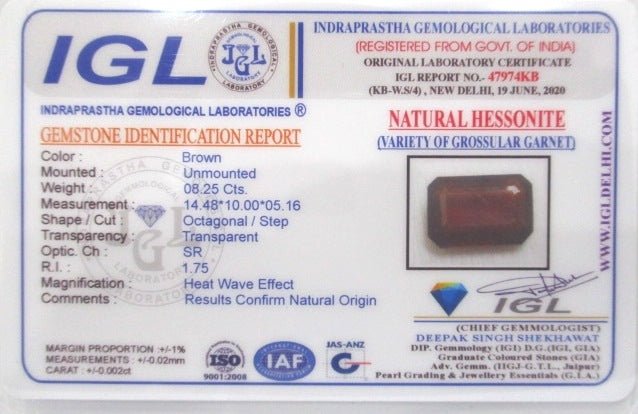 IGL
INDRAPRASTHA GEMOLOGICAL
JGL
LABORATORY
INDRAPRASTHA GEMOLOGICAL LABORATORIES ®
GEMSTONE IDENTIFICATION REPORT
Color : Brown
Mounted : Unmounted
Weight : 08.25 Cts.
Measurement : 14.48*10.00*05.16
Shape / Cut : Octagonal / Step
Transparency : Transparent
Optic. Ch : SR
R.I. : 1.75
Magnification : Heat Wave Effect
Comments : Results Confirm Natural Origin
MARGIN PROPORTION :+/-1%
MEASUREMENTS : +/-0.02mm
CARAT : +/-0.002ct
ISO
9001:2008
IAF
JAS-ANZ
INDRAPRASTHA GEMOLOGICAL LABORATORIES
(REGISTERED FROM GOVT. OF INDIA)
ORIGINAL LABORATORY CERTIFICATE
IGL REPORT NO.- 47974KB
(KB-W.S/4) , NEW DELHI, 19 JUNE, 2020
NATURAL HESSONITE
(VARIETY OF GROSSULAR GARNET)
WWW.IGLDELHI.COM
IGL
(CHIEF GEMMOLOGIST)
DEEPAK SINGH SHEKHAWAT
DIP. Gemmology (IGI) D.G.(IGL, GIA)
Graduate Coloured Stones (GIA)
Adv. Gemm. (IIGJ-G.T.L., Jaipur)
Pearl Grading & Jewellery Essentials (G.I.A.)